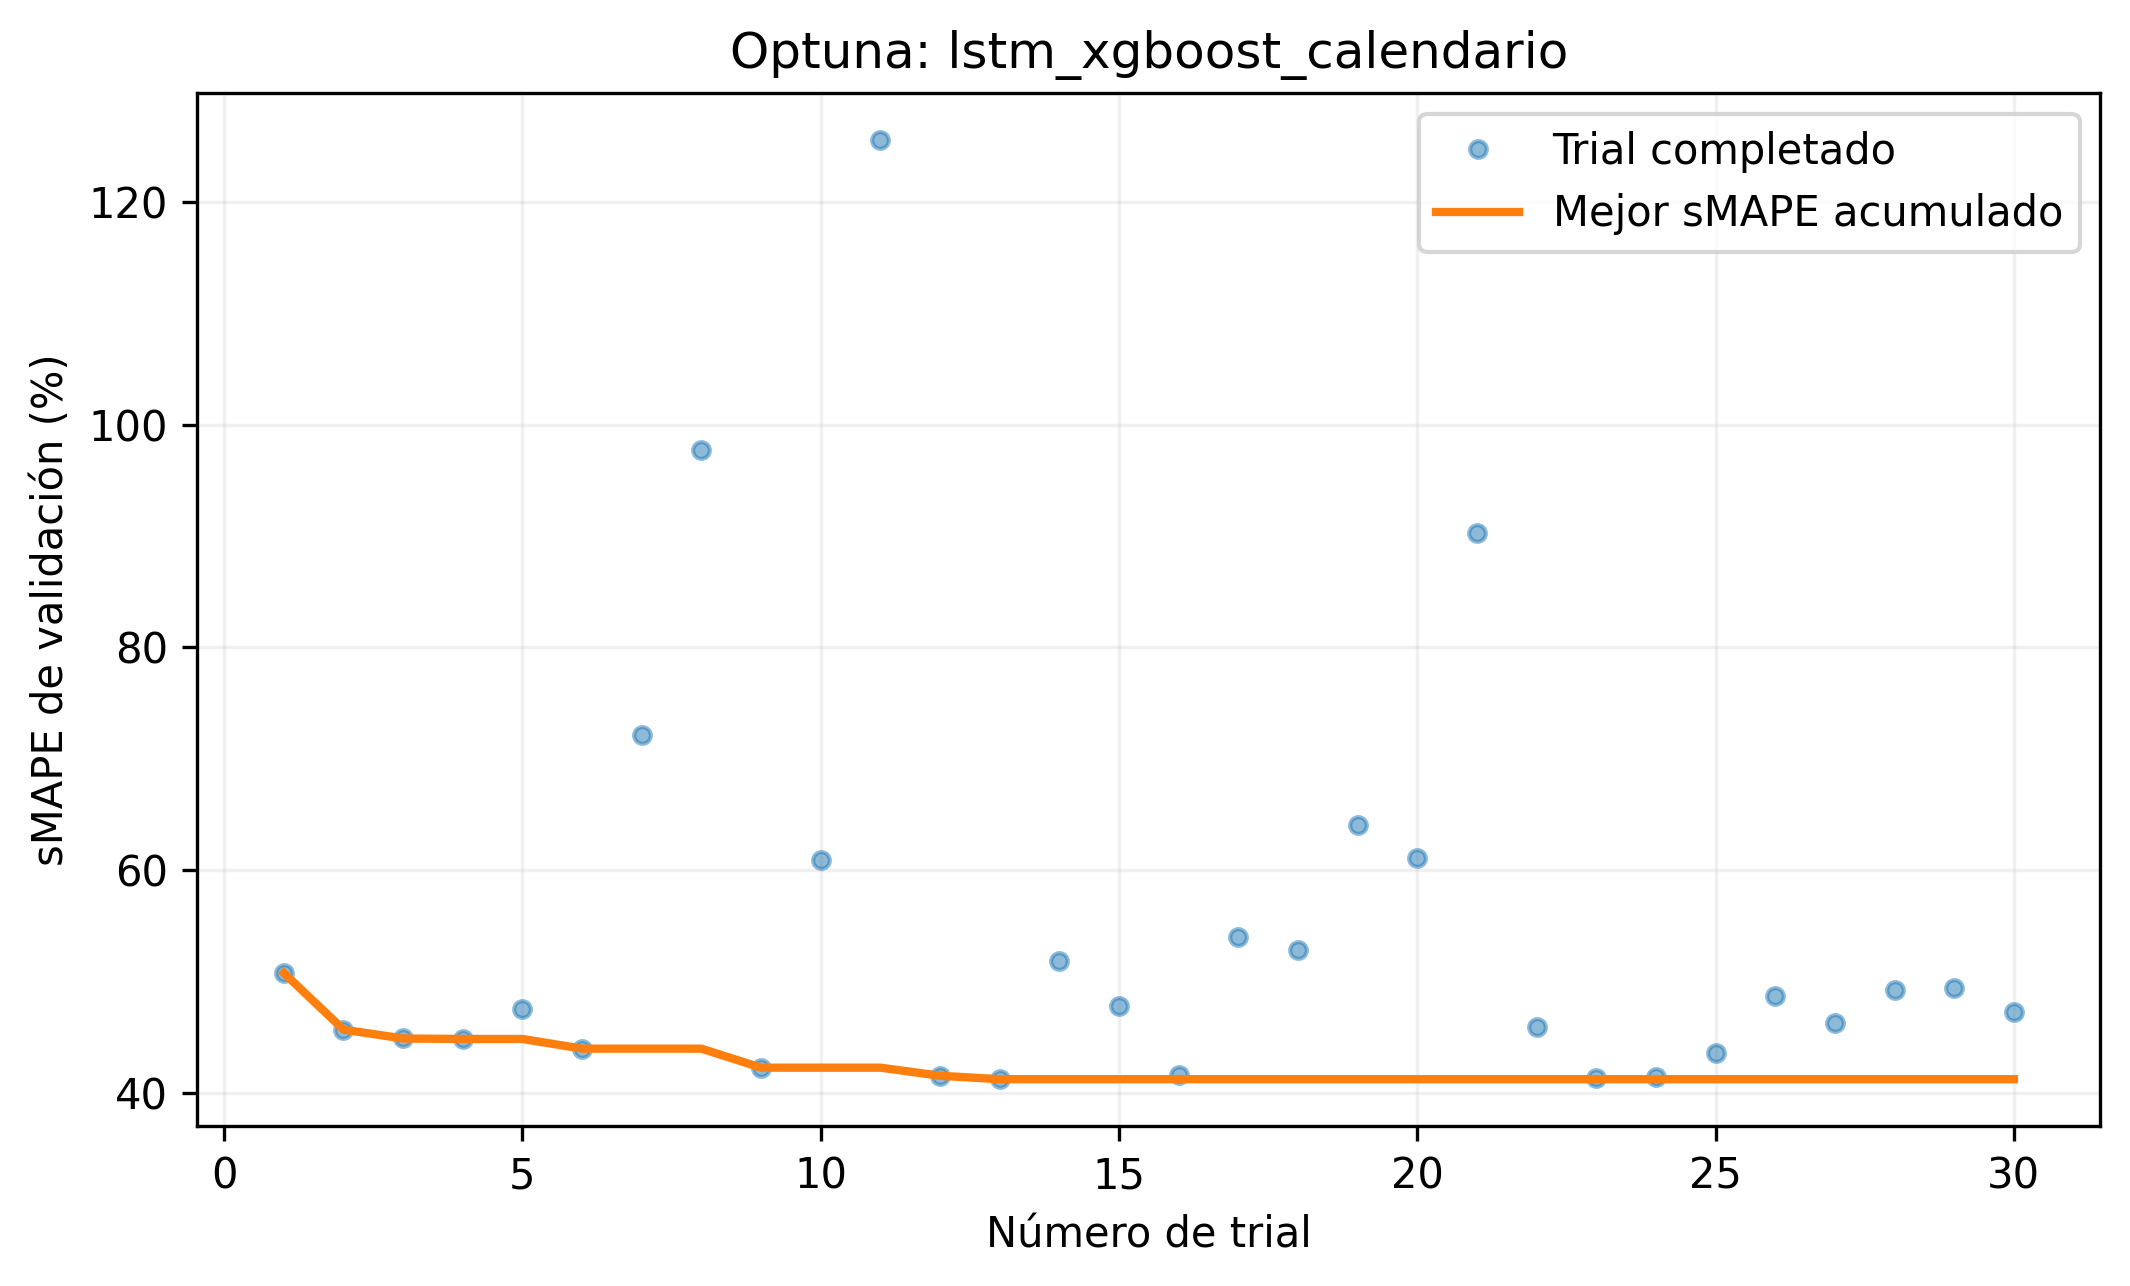 Optuna: lstm_xgboost_calendario
Trial completado
Mejor sMAPE acumulado
sMAPE de validación (%)
120
100
80
60
40
0 5 10 15 20 25 30
Número de trial